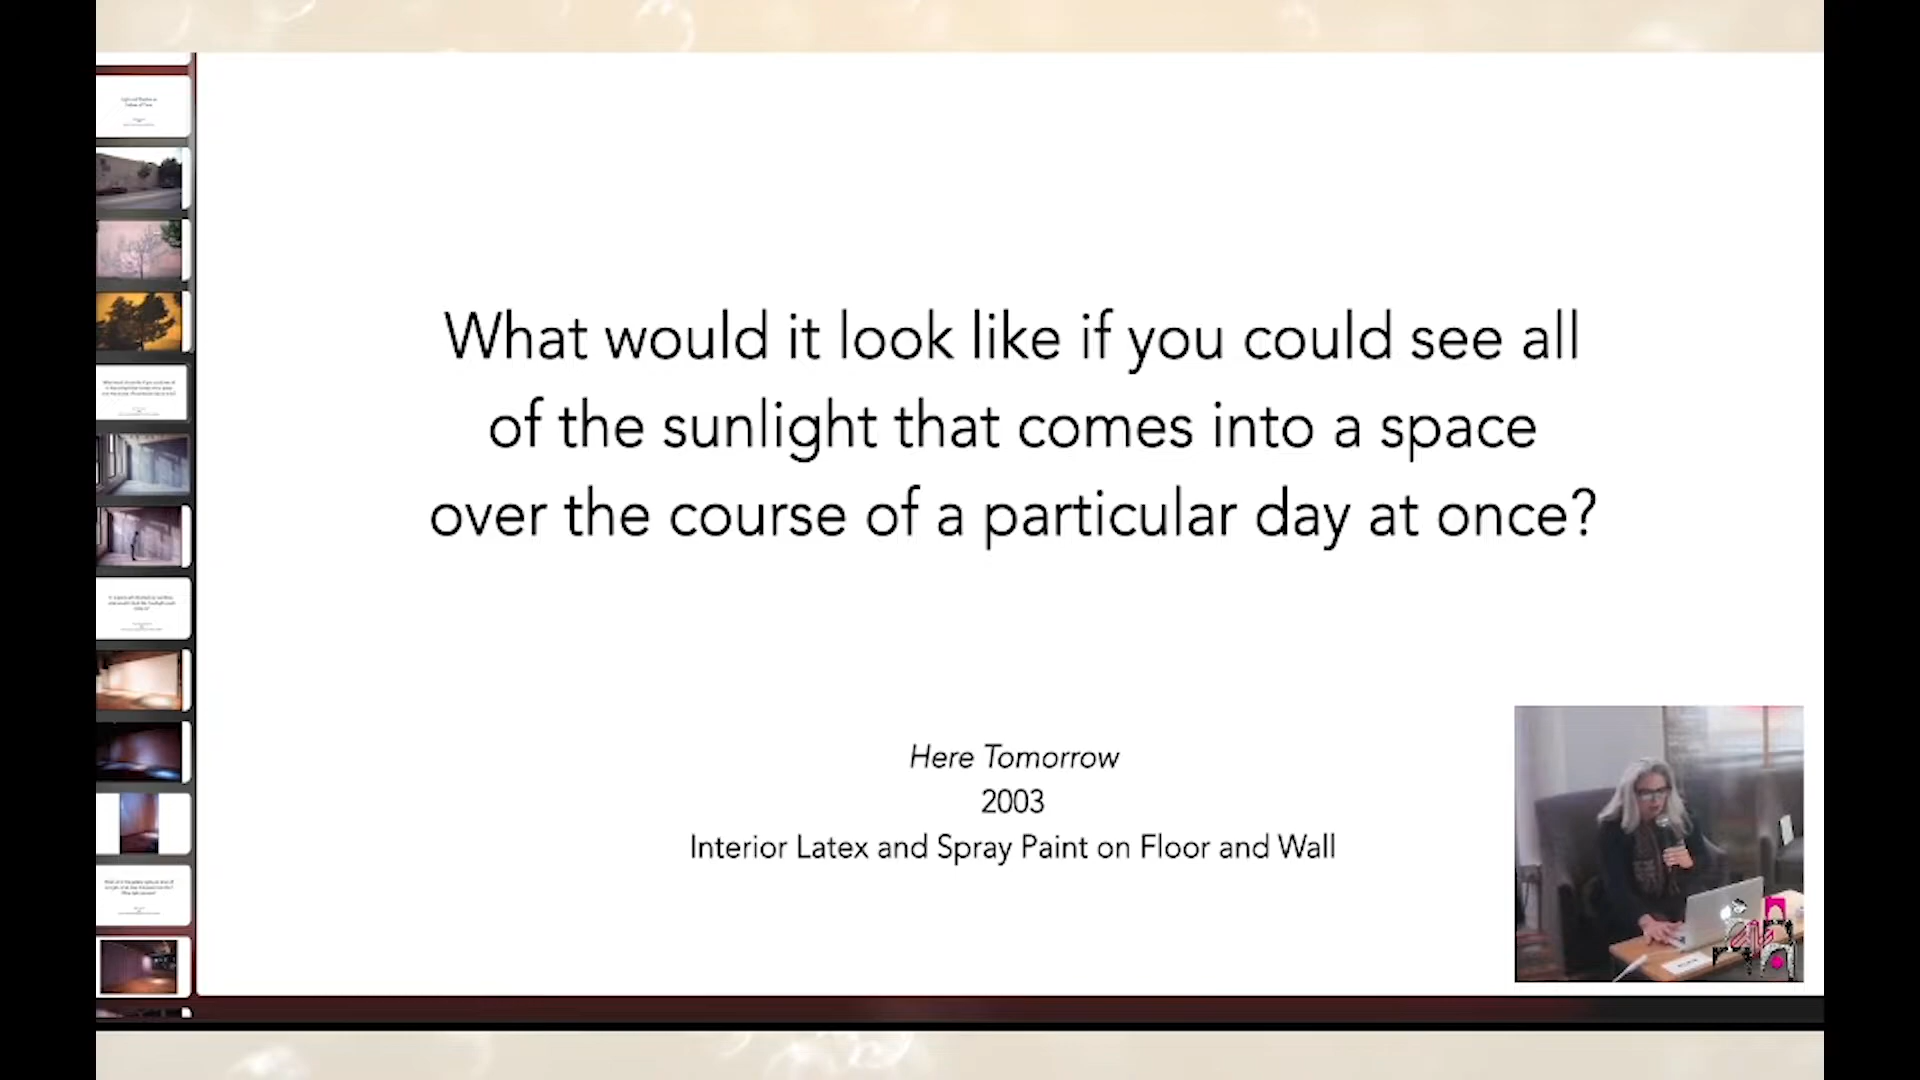 What would it look like if you could see all
of the sunlight that comes into a space
over the course of a particular day at once?
Here Tomorrow
2003
Interior Latex and Spray Paint on Floor and Wall